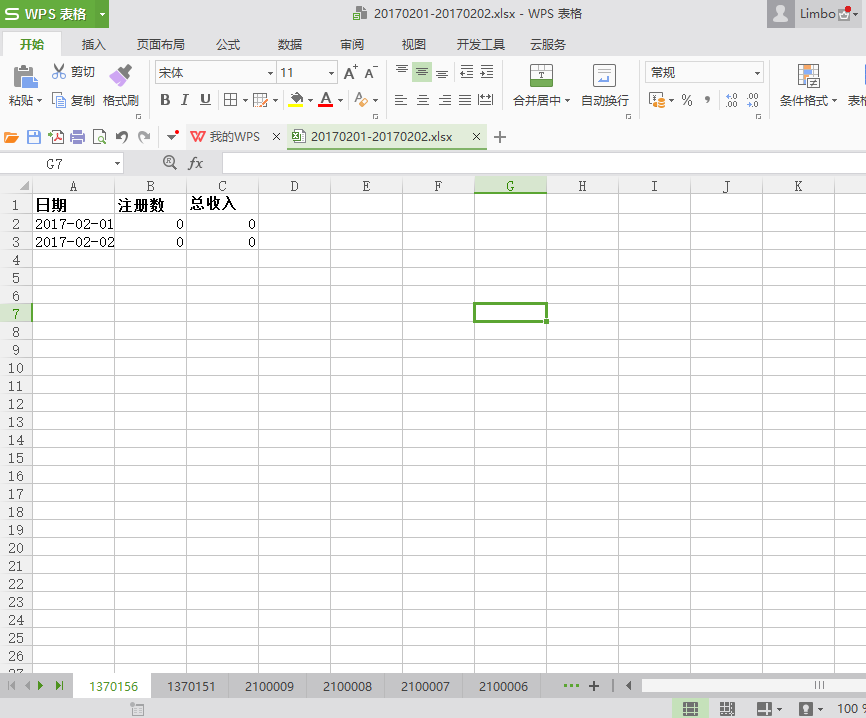 S WPS 表格 20170201-20170202.xlsx - WPS 表格 Limbo
开始 插入 页面布局 公式 数据 审阅 视图 开发工具 云服务
剪切 宋体 11 A+ A- 常规
粘贴 复制 格式刷 B I U A 合并居中 自动换行 % 条件格式
我的WPS 20170201-20170202.xlsx
G7 fx
A B C D E F G H I J K
1 日期 注册数 总收入
2 2017-02-01 0 0
3 2017-02-02 0 0
4
5
6
7
8
9
10
11
12
13
14
15
16
17
18
19
20
21
22
23
24
25
26
27
1370156 1370151 2100009 2100008 2100007 2100006
100